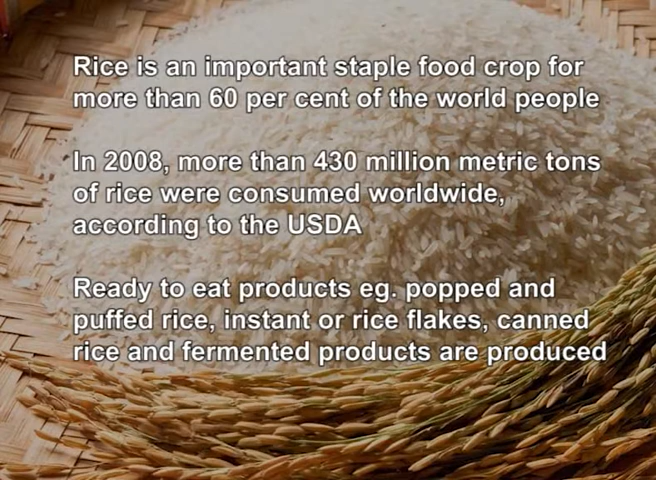 Rice is an important staple food crop for
more than 60 per cent of the world people
In 2008, more than 430 million metric tons
of rice were consumed worldwide,
according to the USDA
Ready to eat products eg. popped and
puffed rice, instant or rice flakes, canned
rice and fermented products are produced